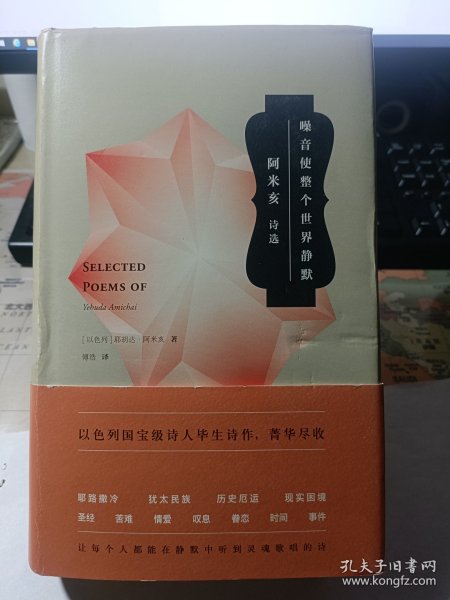 噪音使整个世界静默
阿米亥 诗选
SELECTED
POEMS OF
Yehuda Amichai
[以色列]耶胡达·阿米亥 著
傅浩 译
以色列国宝级诗人毕生诗作，菁华尽收
耶路撒冷 犹太民族 历史厄运 现实困境
圣经 苦难 情爱 叹息 眷恋 时间 事件
让每个人都能在静默中听到灵魂歌唱的诗
孔夫子旧书网
www.kongfz.com